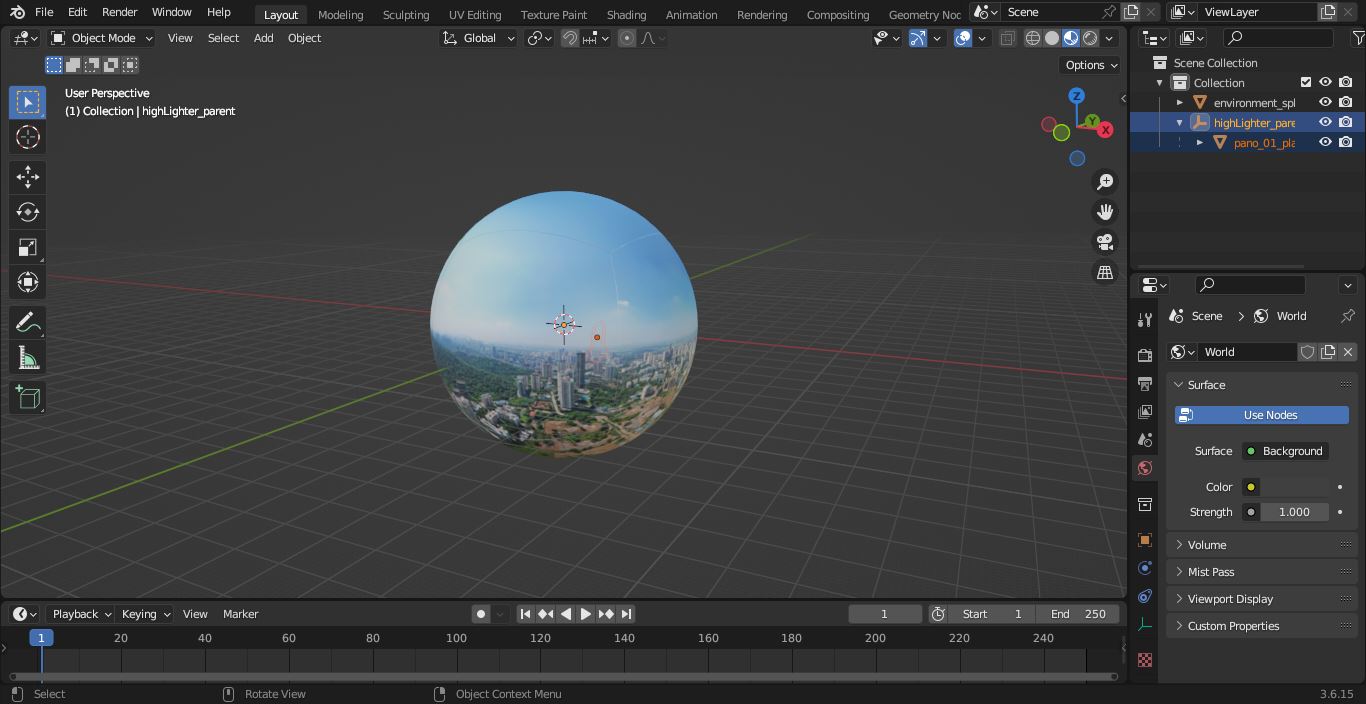 File Edit Render Window Help Layout Modeling Sculpting UV Editing Texture Paint Shading Animation Rendering Compositing Geometry Noc Scene ViewLayer
Object Mode View Select Add Object Global
Options
User Perspective
(1) Collection | highLighter_parent
Z
Y
X
Scene Collection
Collection
environment_spl
highLighter_pare
pano_01_pla
Scene > World
World
Surface
Use Nodes
Surface Background
Color
Strength 1.000
Volume
Mist Pass
Viewport Display
Custom Properties
Playback Keying View Marker 1 Start 1 End 250
1 20 40 60 80 100 120 140 160 180 200 220 240
Select Rotate View Object Context Menu 3.6.15